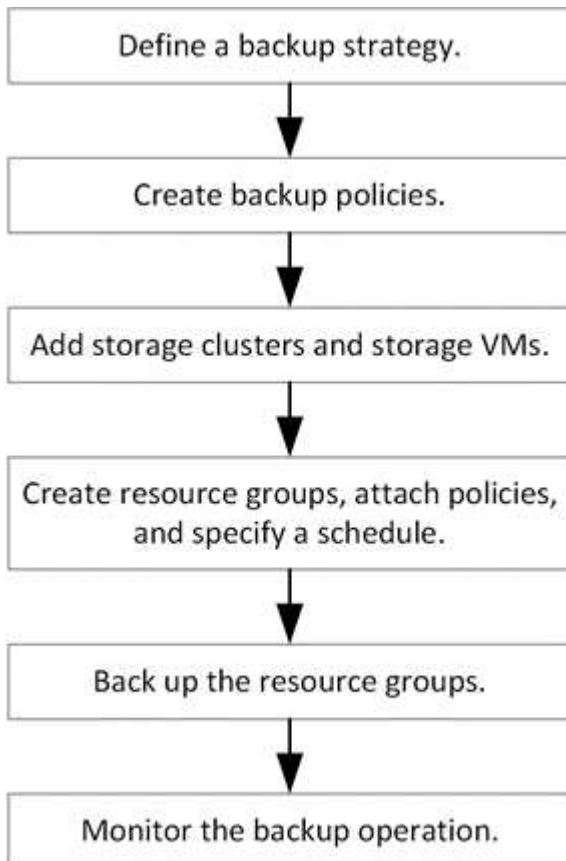 Define a backup strategy.
Create backup policies.
Add storage clusters and storage VMs.
Create resource groups, attach policies,
and specify a schedule.
Back up the resource groups.
Monitor the backup operation.